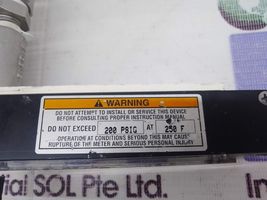 WARNING
DO NOT ATTEMPT TO INSTALL OR SERVICE THIS DEVICE
BEFORE CONSULTING PROPER INSTRUCTION MANUAL
DO NOT EXCEED 200 PSIG AT 250 F
OPERATION AT CONDITIONS BEYOND THIS MAY CAUSE
RUPTURE OF THE METER AND SERIOUS PERSONAL INJURY
ial SOL Pte Ltd.
Indu